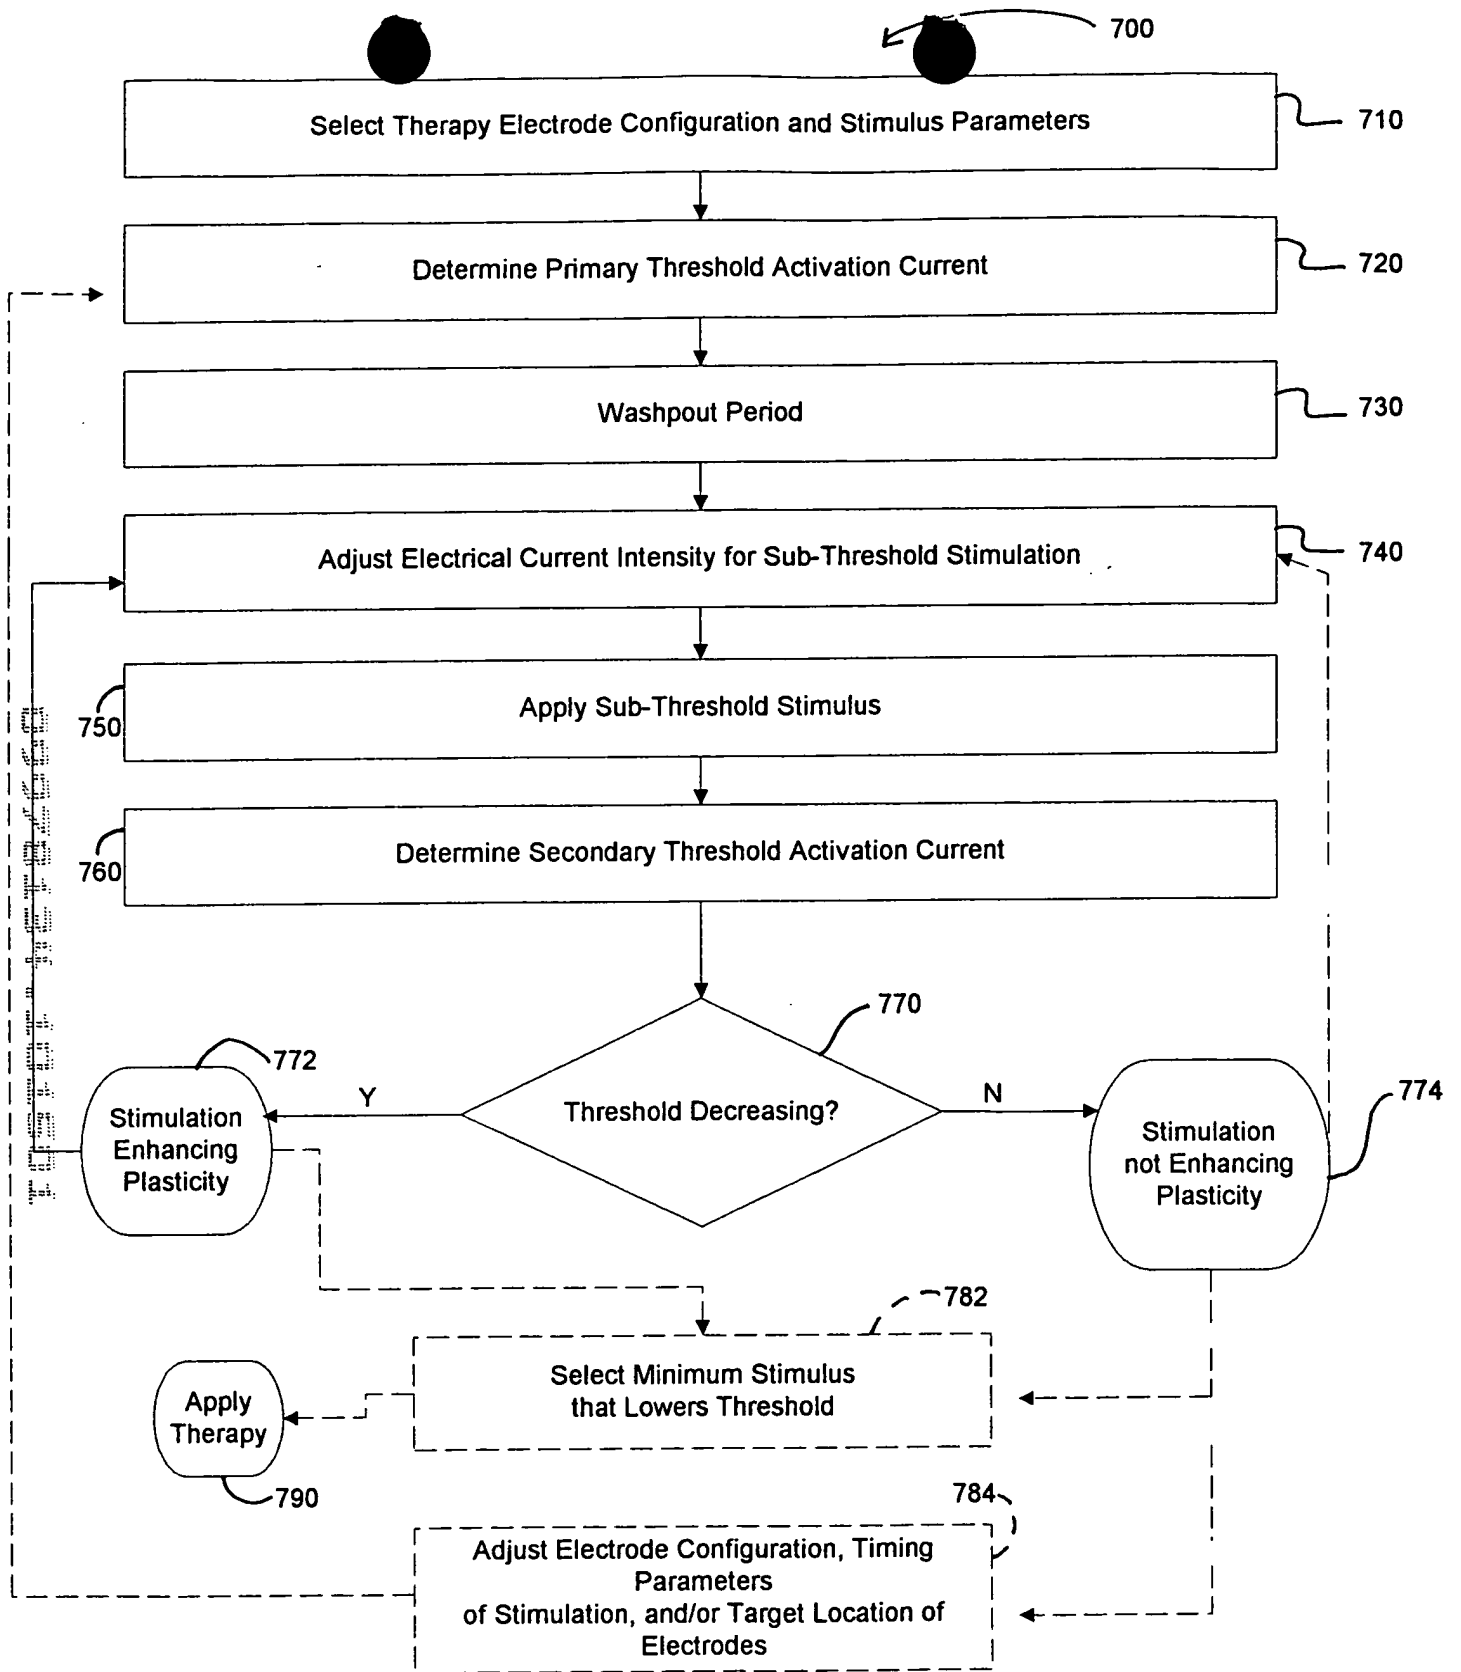 700
Select Therapy Electrode Configuration and Stimulus Parameters
710
Determine Primary Threshold Activation Current
720
Washpout Period
730
Adjust Electrical Current Intensity for Sub-Threshold Stimulation
740
Apply Sub-Threshold Stimulus
750
Determine Secondary Threshold Activation Current
760
770
Threshold Decreasing?
Y
N
772
Stimulation
Enhancing
Plasticity
774
Stimulation
not Enhancing
Plasticity
782
Select Minimum Stimulus
that Lowers Threshold
Apply
Therapy
790
784
Adjust Electrode Configuration, Timing
Parameters
of Stimulation, and/or Target Location of
Electrodes